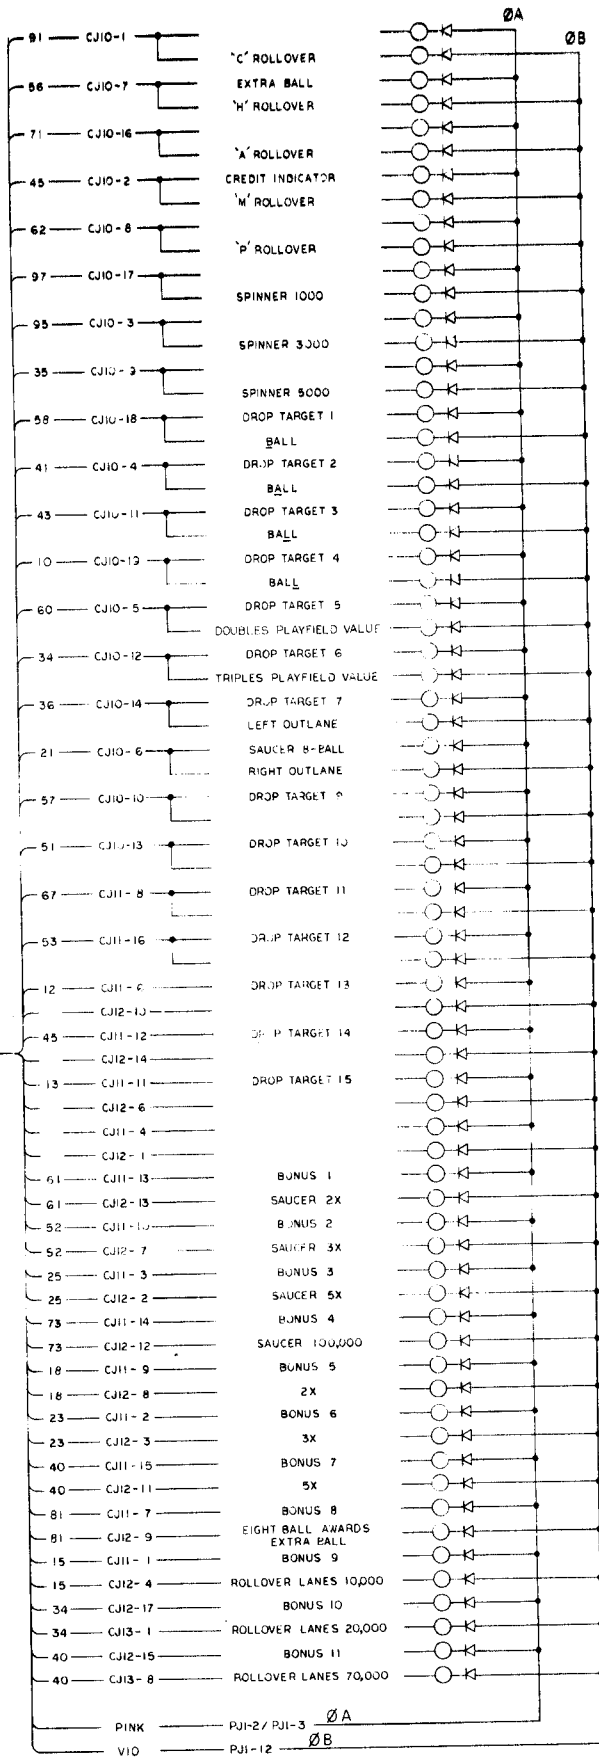 ØA
ØB
91 CJ10-1
'C' ROLLOVER
56 CJ10-7 EXTRA BALL
'H' ROLLOVER
71 CJ10-16
'A' ROLLOVER
45 CJ10-2 CREDIT INDICATOR
'M' ROLLOVER
62 CJ10-8
'P' ROLLOVER
97 CJ10-17
SPINNER 1000
95 CJ10-3
SPINNER 3000
35 CJ10-9
SPINNER 5000
58 CJ10-18 DROP TARGET 1
BALL
41 CJ10-4 DROP TARGET 2
BALL
43 CJ10-11 DROP TARGET 3
BALL
10 CJ10-19 DROP TARGET 4
BALL
60 CJ10-5 DROP TARGET 5
DOUBLES PLAYFIELD VALUE
34 CJ10-12 DROP TARGET 6
TRIPLES PLAYFIELD VALUE
36 CJ10-14 DROP TARGET 7
LEFT OUTLANE
21 CJ10-6 SAUCER 8-BALL
RIGHT OUTLANE
57 CJ10-10 DROP TARGET 9
51 CJ10-13 DROP TARGET 10
67 CJ11-8 DROP TARGET 11
53 CJ11-16 DROP TARGET 12
12 CJ11-6 DROP TARGET 13
CJ12-10
45 CJ11-12 DROP TARGET 14
CJ12-14
13 CJ11-11 DROP TARGET 15
CJ12-6
CJ11-4
CJ12-1
61 CJ11-13 BONUS 1
61 CJ12-13 SAUCER 2X
52 CJ11-10 BONUS 2
52 CJ12-7 SAUCER 3X
25 CJ11-3 BONUS 3
25 CJ12-2 SAUCER 5X
73 CJ11-14 BONUS 4
73 CJ12-12 SAUCER 100,000
18 CJ11-9 BONUS 5
18 CJ12-8 2X
23 CJ11-2 BONUS 6
23 CJ12-3 3X
40 CJ11-15 BONUS 7
40 CJ12-11 5X
81 CJ11-7 BONUS 8
81 CJ12-9 EIGHT BALL AWARDS
EXTRA BALL
15 CJ11-1 BONUS 9
15 CJ12-4 ROLLOVER LANES 10,000
34 CJ12-17 BONUS 10
34 CJ13-1 ROLLOVER LANES 20,000
40 CJ12-15 BONUS 11
40 CJ13-8 ROLLOVER LANES 70,000
PINK PJ1-2/PJ1-3 ØA
VIO PJ1-12 ØB